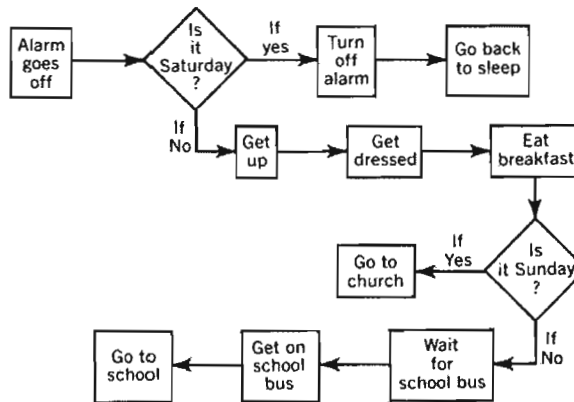 Alarm
goes
off
Is
it
Saturday
?
If
yes
Turn
off
alarm
Go back
to sleep
If
No
Get
up
Get
dressed
Eat
breakfast
Is
it Sunday
?
If
Yes
Go to
church
If
No
Wait
for
school bus
Get on
school
bus
Go to
school